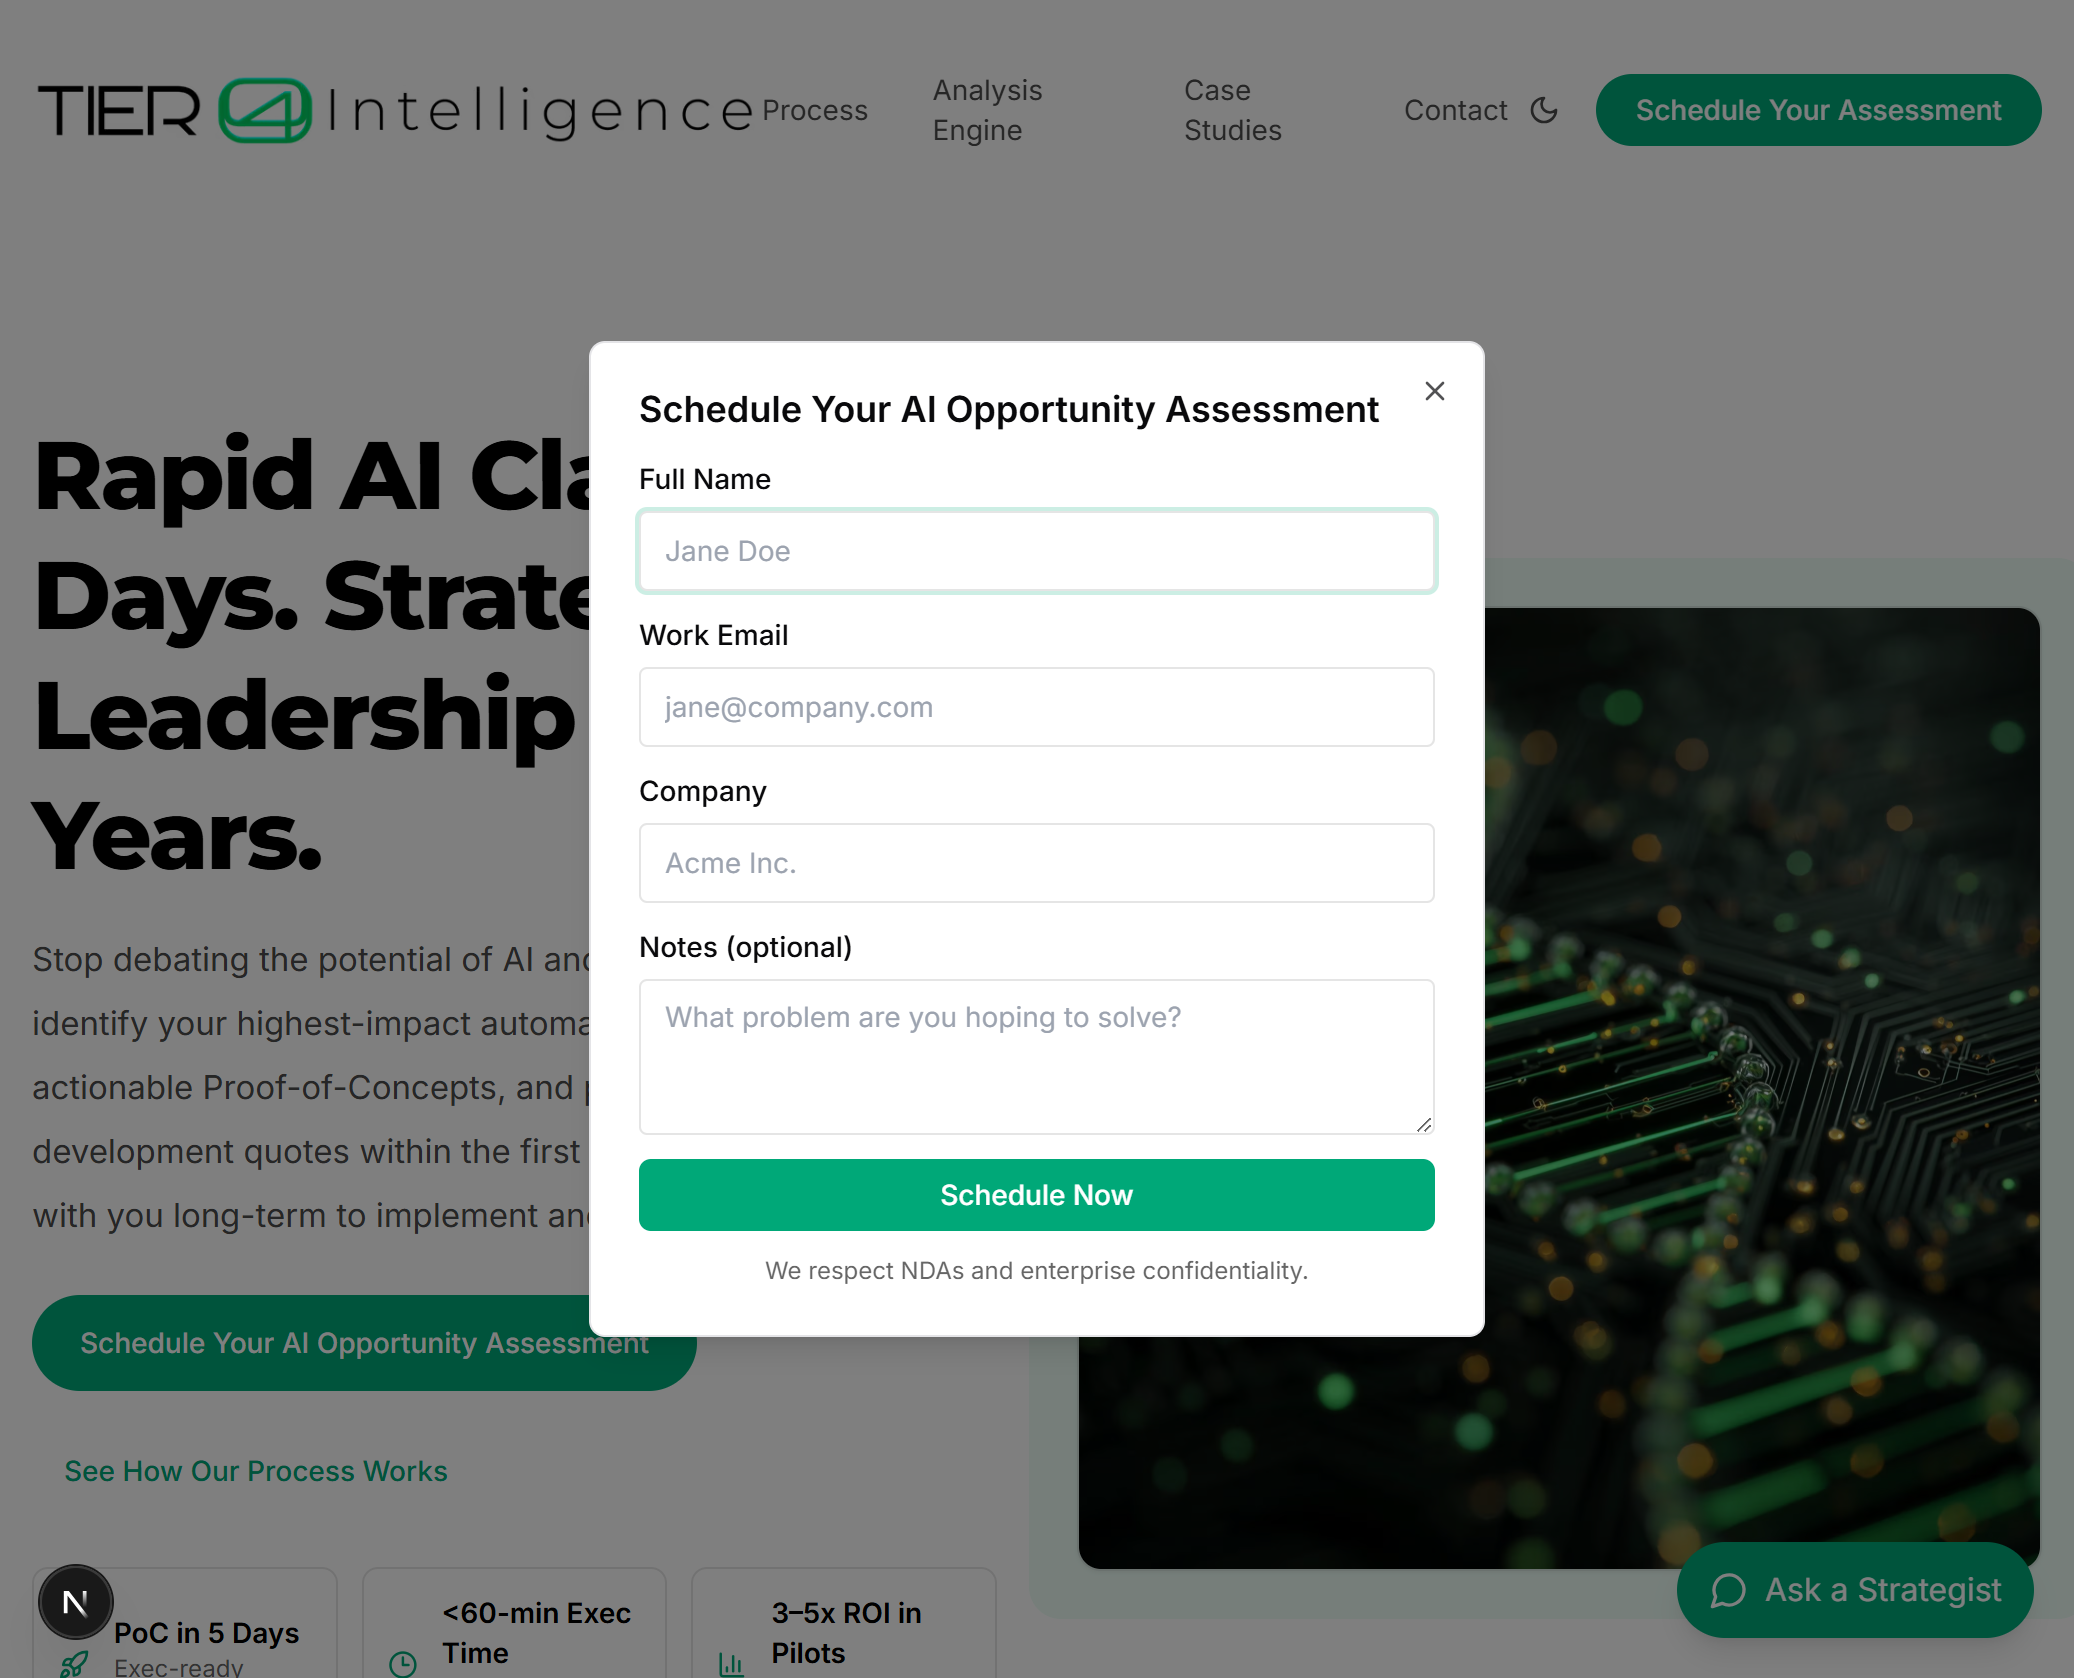 TIER 4 Intelligence
Process
Analysis
Engine
Case
Studies
Contact
Schedule Your Assessment
Rapid AI Cla
Days. Strate
Leadership
Years.
Stop debating the potential of AI and
identify your highest-impact automa
actionable Proof-of-Concepts, and p
development quotes within the first
with you long-term to implement and
Schedule Your AI Opportunity Assessment
See How Our Process Works
N
PoC in 5 Days
Exec-ready
<60-min Exec
Time
3–5x ROI in
Pilots
Schedule Your AI Opportunity Assessment
Full Name
Jane Doe
Work Email
jane@company.com
Company
Acme Inc.
Notes (optional)
What problem are you hoping to solve?
Schedule Now
We respect NDAs and enterprise confidentiality.
Ask a Strategist